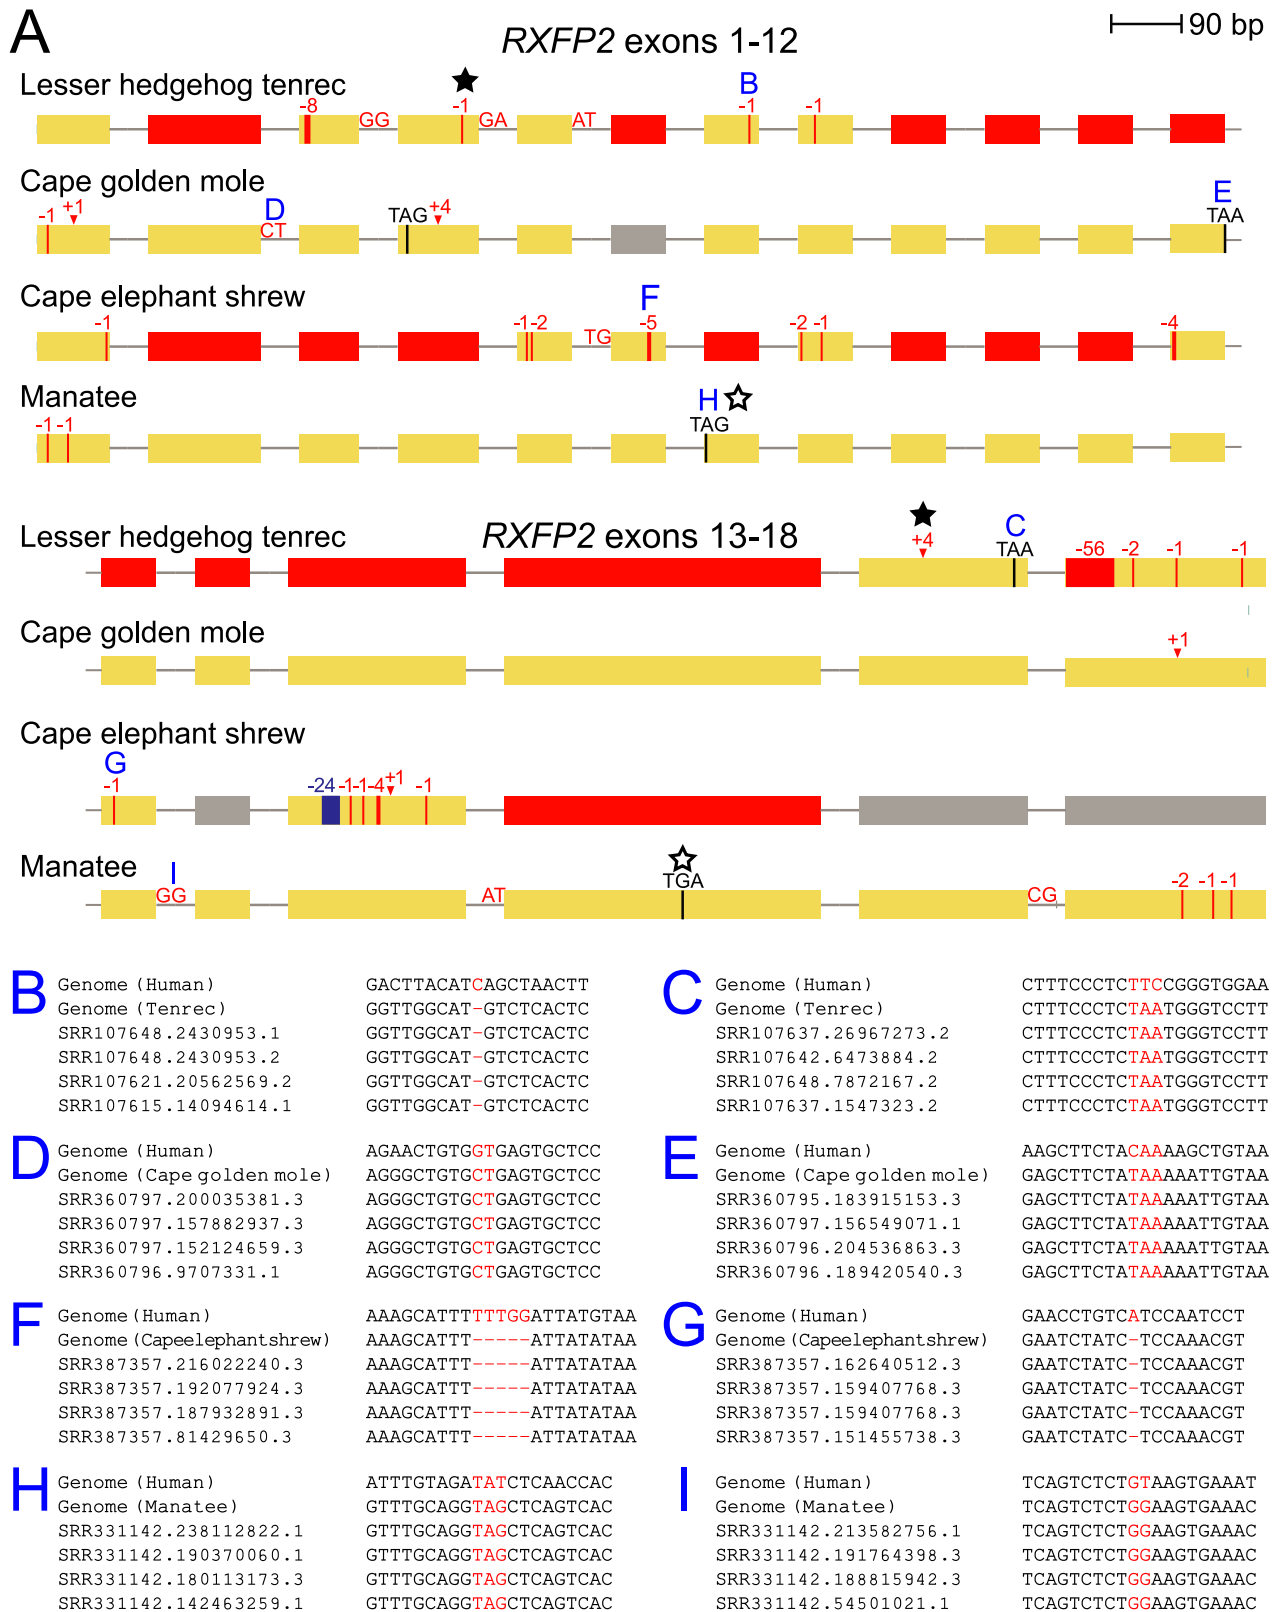 A
RXFP2 exons 1-12
90 bp
Lesser hedgehog tenrec
B
-8 GG -1 GA AT -1 -1
Cape golden mole
D E
-1 +1 CT TAG +4 TAA
Cape elephant shrew
F
-1 -1 -2 TG -5 -2 -1 -4
Manatee
H
-1 -1 TAG
Lesser hedgehog tenrec
RXFP2 exons 13-18
C
+4 TAA -56 -2 -1 -1
Cape golden mole
+1
Cape elephant shrew
G
-1 -24 -1 -1 -4 +1 -1
Manatee
I
GG AT TGA CG -2 -1 -1
B
Genome (Human) GACTTACATCAGCTAACTT
Genome (Tenrec) GGTTGGCAT-GTCTCACTC
SRR107648.2430953.1 GGTTGGCAT-GTCTCACTC
SRR107648.2430953.2 GGTTGGCAT-GTCTCACTC
SRR107621.20562569.2 GGTTGGCAT-GTCTCACTC
SRR107615.14094614.1 GGTTGGCAT-GTCTCACTC
C
Genome (Human) CTTTCCCTCTTCCGGGTGGAA
Genome (Tenrec) CTTTCCCTCTAATGGGTCCTT
SRR107637.26967273.2 CTTTCCCTCTAATGGGTCCTT
SRR107642.6473884.2 CTTTCCCTCTAATGGGTCCTT
SRR107648.7872167.2 CTTTCCCTCTAATGGGTCCTT
SRR107637.1547323.2 CTTTCCCTCTAATGGGTCCTT
D
Genome (Human) AGAACTGTGGTGAGTGCTCC
Genome (Cape golden mole) AGGGCTGTGCTGAGTGCTCC
SRR360797.200035381.3 AGGGCTGTGCTGAGTGCTCC
SRR360797.157882937.3 AGGGCTGTGCTGAGTGCTCC
SRR360797.152124659.3 AGGGCTGTGCTGAGTGCTCC
SRR360796.9707331.1 AGGGCTGTGCTGAGTGCTCC
E
Genome (Human) AAGCTTCTACAAAAGCTGTAA
Genome (Cape golden mole) GAGCTTCTATAAAAATTGTAA
SRR360795.183915153.3 GAGCTTCTATAAAAATTGTAA
SRR360797.156549071.1 GAGCTTCTATAAAAATTGTAA
SRR360796.204536863.3 GAGCTTCTATAAAAATTGTAA
SRR360796.189420540.3 GAGCTTCTATAAAAATTGTAA
F
Genome (Human) AAAGCATTTTTTGGATTATGTAA
Genome (Capeelephantshrew) AAAGCATTT-----ATTATATAA
SRR387357.216022240.3 AAAGCATTT-----ATTATATAA
SRR387357.192077924.3 AAAGCATTT-----ATTATATAA
SRR387357.187932891.3 AAAGCATTT-----ATTATATAA
SRR387357.81429650.3 AAAGCATTT-----ATTATATAA
G
Genome (Human) GAACCTGTCATCCAATCCT
Genome (Capeelephantshrew) GAATCTATC-TCCAAACGT
SRR387357.162640512.3 GAATCTATC-TCCAAACGT
SRR387357.159407768.3 GAATCTATC-TCCAAACGT
SRR387357.159407768.3 GAATCTATC-TCCAAACGT
SRR387357.151455738.3 GAATCTATC-TCCAAACGT
H
Genome (Human) ATTTGTAGATATCTCAACCAC
Genome (Manatee) GTTTGCAGGTAGCTCAGTCAC
SRR331142.238112822.1 GTTTGCAGGTAGCTCAGTCAC
SRR331142.190370060.1 GTTTGCAGGTAGCTCAGTCAC
SRR331142.180113173.3 GTTTGCAGGTAGCTCAGTCAC
SRR331142.142463259.1 GTTTGCAGGTAGCTCAGTCAC
I
Genome (Human) TCAGTCTCTGTAAGTGAAAT
Genome (Manatee) TCAGTCTCTGGAAGTGAAAC
SRR331142.213582756.1 TCAGTCTCTGGAAGTGAAAC
SRR331142.191764398.3 TCAGTCTCTGGAAGTGAAAC
SRR331142.188815942.3 TCAGTCTCTGGAAGTGAAAC
SRR331142.54501021.1 TCAGTCTCTGGAAGTGAAAC